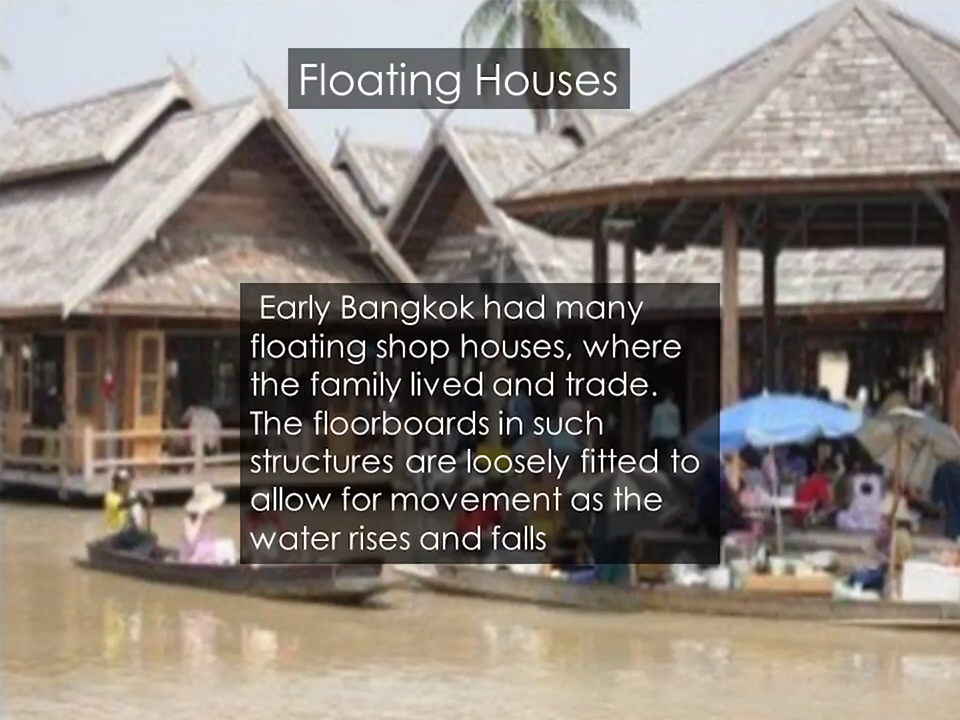 Floating Houses
Early Bangkok had many
floating shop houses, where
the family lived and trade.
The floorboards in such
structures are loosely fitted to
allow for movement as the
water rises and falls